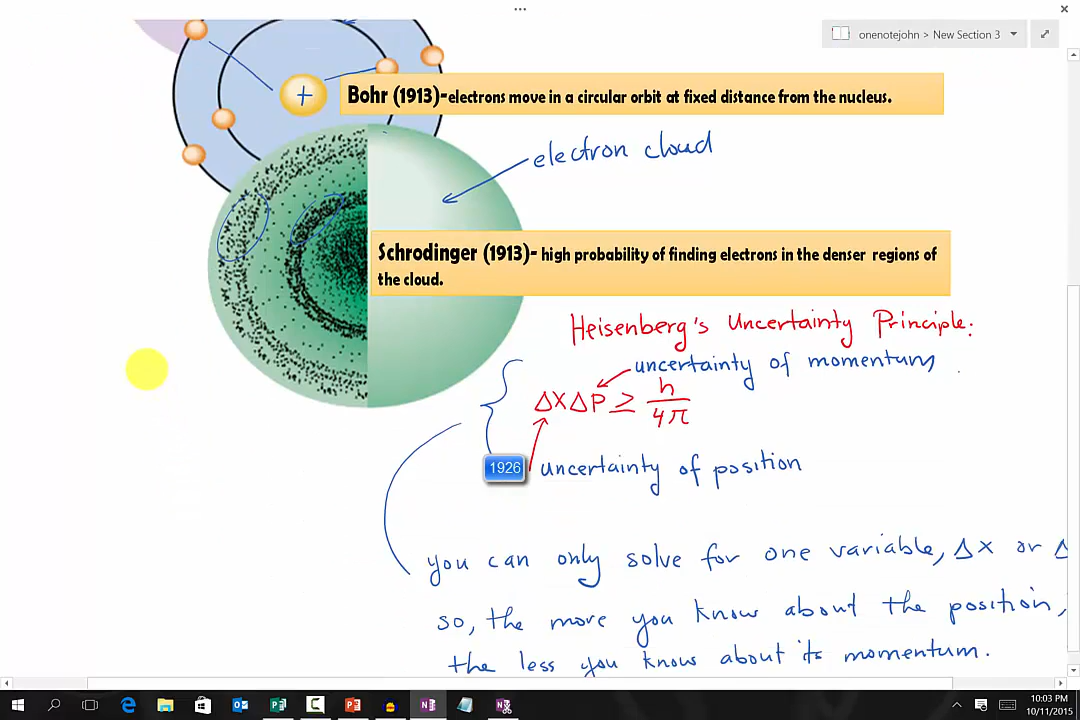 onenotejohn > New Section 3
+
Bohr (1913)-electrons move in a circular orbit at fixed distance from the nucleus.
electron cloud
Schrodinger (1913)- high probability of finding electrons in the denser regions of
the cloud.
Heisenberg's Uncertainty Principle:
uncertainty of momentum
ΔXΔP ≥ h/4π
1926
uncertainty of position
you can only solve for one variable, Δx or Δ
so, the more you know about the position,
the less you know about its momentum.
10:03 PM
10/11/2015